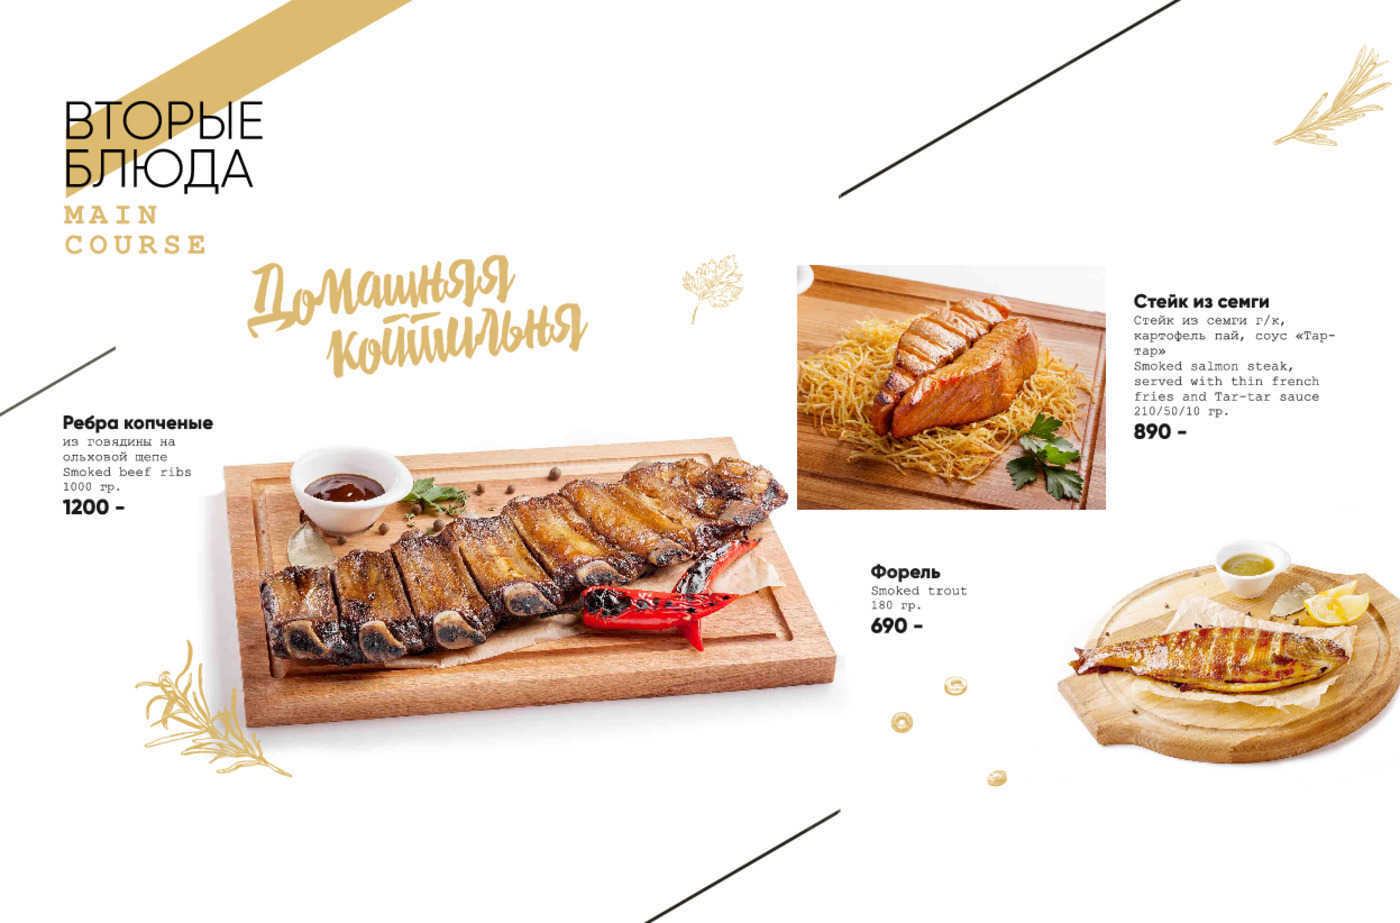 ВТОРЫЕ
БЛЮДА
MAIN
COURSE
Домашняя
коптильня
Ребра копченые
из говядины на
ольховой щепе
Smoked beef ribs
1000 гр.
1200 -
Стейк из семги
Стейк из семги г/к,
картофель пай, соус «Тар-
тар»
Smoked salmon steak,
served with thin french
fries and Tar-tar sauce
210/50/10 гр.
890 -
Форель
Smoked trout
180 гр.
690 -